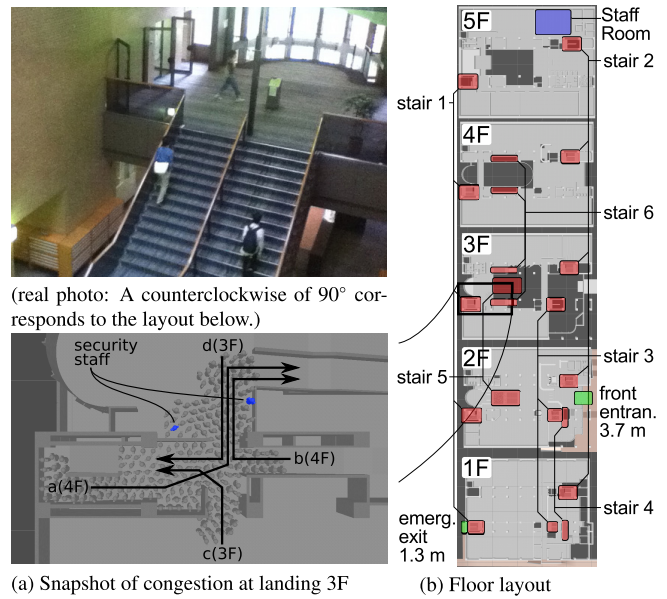 (real photo: A counterclockwise of 90° cor-
responds to the layout below.)
security
staff
d(3F)
a(4F)
b(4F)
c(3F)
(a) Snapshot of congestion at landing 3F
5F
Staff
Room
stair 2
stair 1
4F
stair 6
3F
stair 3
2F
stair 5
front
entran.
3.7 m
1F
stair 4
emerg.
exit
1.3 m
(b) Floor layout